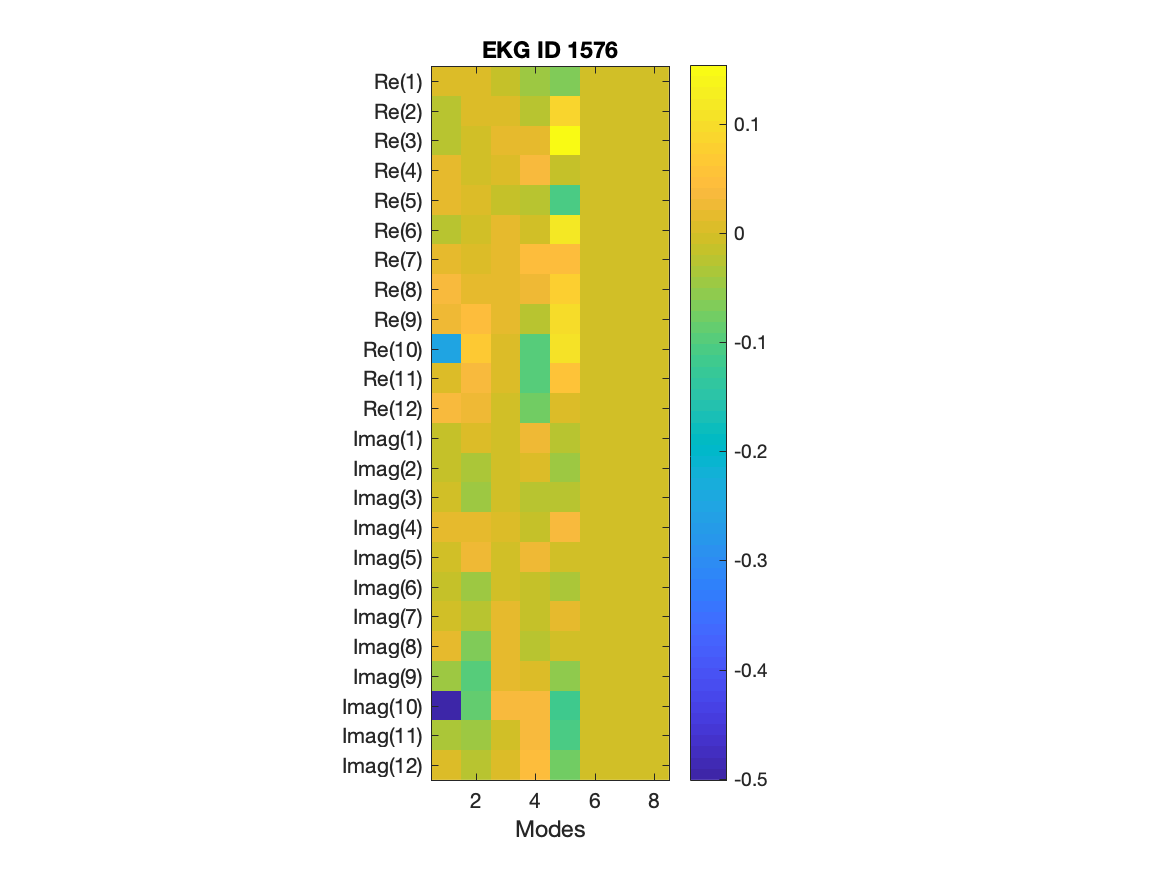 EKG ID 1576
Re(1)
Re(2)
Re(3)
Re(4)
Re(5)
Re(6)
Re(7)
Re(8)
Re(9)
Re(10)
Re(11)
Re(12)
Imag(1)
Imag(2)
Imag(3)
Imag(4)
Imag(5)
Imag(6)
Imag(7)
Imag(8)
Imag(9)
Imag(10)
Imag(11)
Imag(12)
2 4 6 8
Modes
0.1
0
-0.1
-0.2
-0.3
-0.4
-0.5